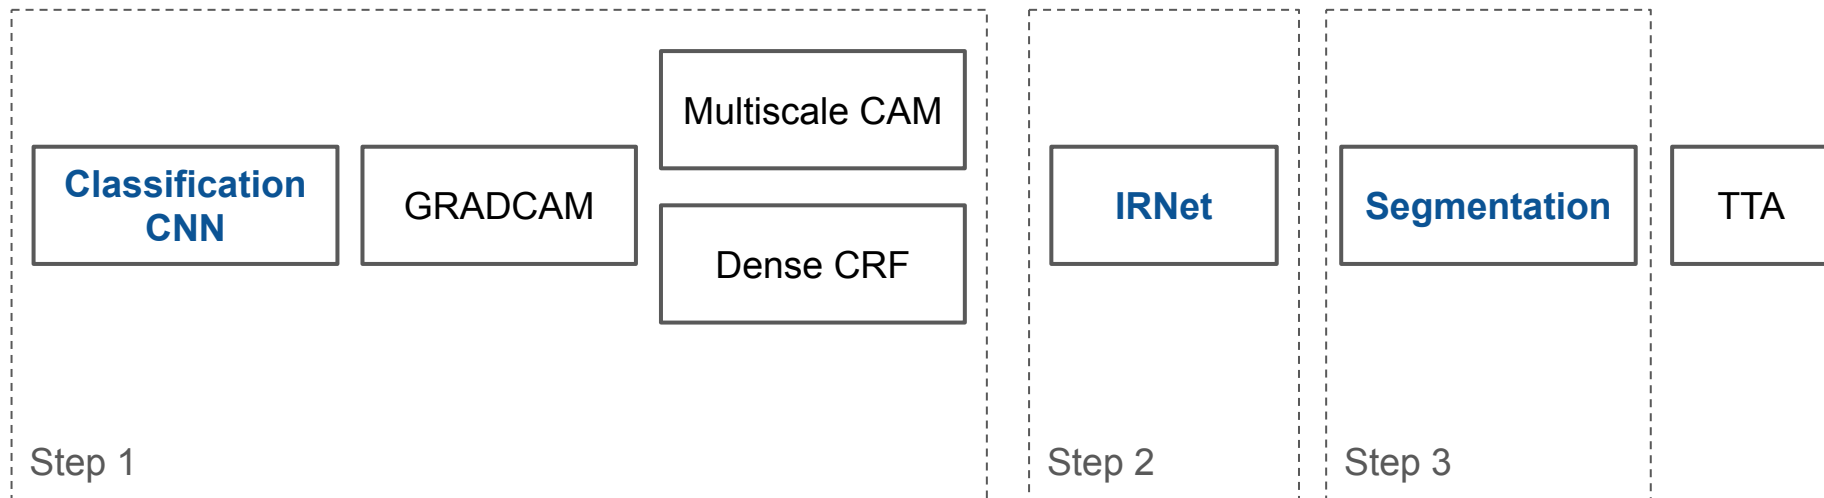 Classification
CNN
GRADCAM
Multiscale CAM
Dense CRF
Step 1
IRNet
Step 2
Segmentation
Step 3
TTA